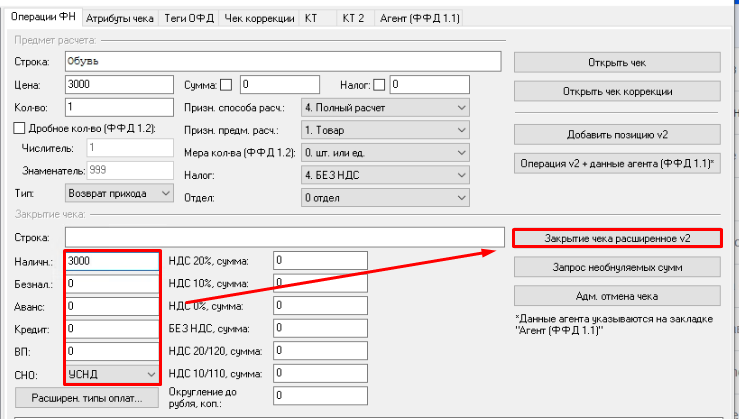 Операции ФН Атрибуты чека Теги ОФД Чек коррекции КТ КТ 2 Агент (ФФД 1.1)
Предмет расчета:
Строка: Обувь Открыть чек
Цена: 3000 Сумма: 0 Налог: 0
Открыть чек коррекции
Кол-во: 1 Призн. способа расч.: 4. Полный расчет
Дробное кол-во (ФФД 1.2): Призн. предм. расч.: 1. Товар Добавить позицию v2
Числитель: 1 Мера кол-ва (ФФД 1.2): 0. шт. или ед.
Знаменатель: 999 Налог: 4. БЕЗ НДС Операция v2 + данные агента (ФФД 1.1)*
Тип: Возврат прихода Отдел: 0 отдел
Закрытие чека:
Строка: Закрытие чека расширенное v2
Наличн.: 3000 НДС 20%, сумма: 0
Безнал.: 0 НДС 10%, сумма: 0 Запрос необнуляемых сумм
Аванс: 0 НДС 0%, сумма: 0 Адм. отмена чека
Кредит: 0 БЕЗ НДС, сумма: 0 *Данные агента указываются на закладке
"Агент (ФФД 1.1)"
ВП: 0 НДС 20/120, сумма: 0
СНО: УСНД НДС 10/110, сумма: 0
Расширен. типы оплат... Округление до
рубля, коп.: 0